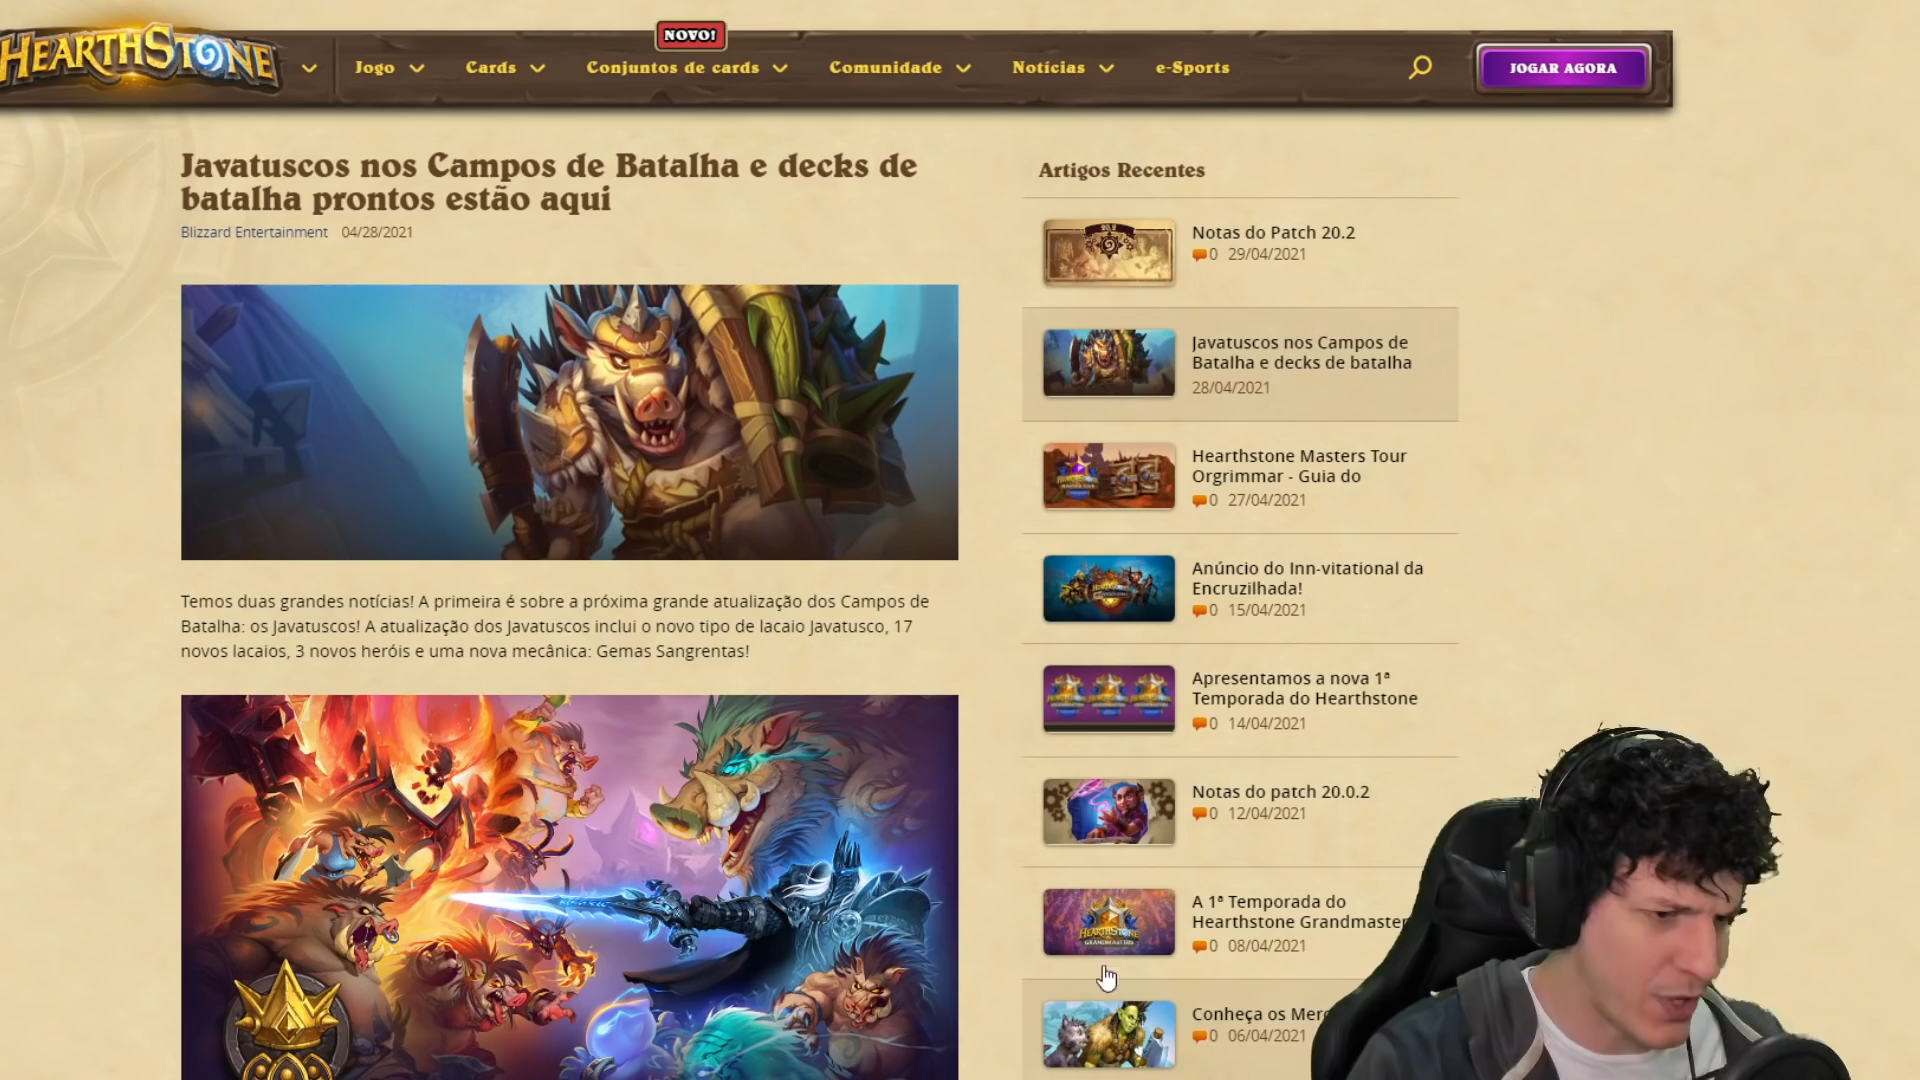 HEARTHSTONE
Jogo
Cards
NOVO!
Conjuntos de cards
Comunidade
Notícias
e-Sports
JOGAR AGORA
Javatuscos nos Campos de Batalha e decks de
batalha prontos estão aqui
Blizzard Entertainment 04/28/2021
Temos duas grandes notícias! A primeira é sobre a próxima grande atualização dos Campos de
Batalha: os Javatuscos! A atualização dos Javatuscos inclui o novo tipo de lacaio Javatusco, 17
novos lacaios, 3 novos heróis e uma nova mecânica: Gemas Sangrentas!
Artigos Recentes
20.2
Notas do Patch 20.2
0 29/04/2021
Javatuscos nos Campos de
Batalha e decks de batalha
28/04/2021
Hearthstone Masters Tour
Orgrimmar - Guia do
0 27/04/2021
Anúncio do Inn-vitational da
Encruzilhada!
0 15/04/2021
Apresentamos a nova 1ª
Temporada do Hearthstone
0 14/04/2021
Notas do patch 20.0.2
0 12/04/2021
HEARTHSTONE
GRANDMASTERS
A 1ª Temporada do
Hearthstone Grandmaster
0 08/04/2021
Conheça os Merc
0 06/04/2021